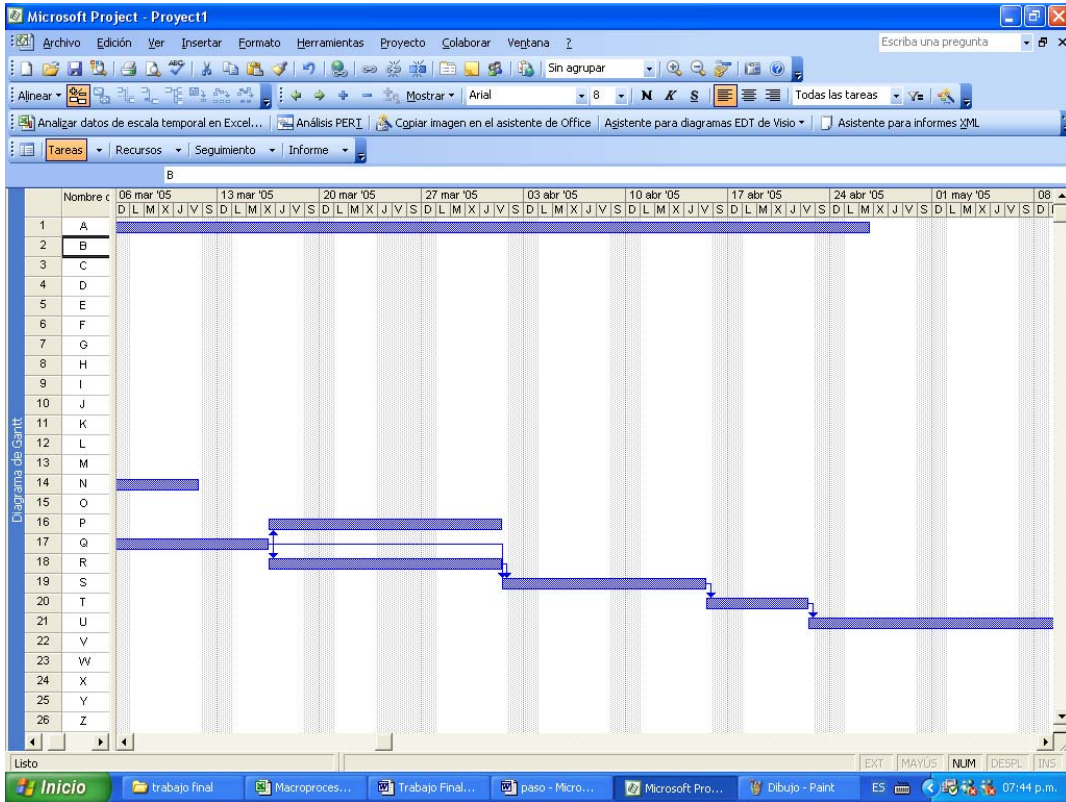 Microsoft Project - Proyect1
Archivo Edición Ver Insertar Formato Herramientas Proyecto Colaborar Ventana ? Escriba una pregunta
Sin agrupar
Alinear Mostrar Arial 8 N K S Todas las tareas
Analizar datos de escala temporal en Excel... Análisis PERT Copiar imagen en el asistente de Office Asistente para diagramas EDT de Visio Asistente para informes XML
Tareas Recursos Seguimiento Informe
B
Nombre 06 mar '05 13 mar '05 20 mar '05 27 mar '05 03 abr '05 10 abr '05 17 abr '05 24 abr '05 01 may '05 08
D L M X J V S D L M X J V S D L M X J V S D L M X J V S D L M X J V S D L M X J V S D L M X J V S D L M X J V S D L M X J V S D
1 A
2 B
3 C
4 D
5 E
6 F
7 G
8 H
9 I
10 J
11 K
12 L
13 M
14 N
15 O
16 P
17 Q
18 R
19 S
20 T
21 U
22 V
23 W
24 X
25 Y
26 Z
Diagrama de Gantt
Listo EXT MAYÚS NUM DESPL INS
Inicio trabajo final Macroproces... Trabajo Final... paso - Micro... Microsoft Pro... Dibujo - Paint ES 07:44 p.m.